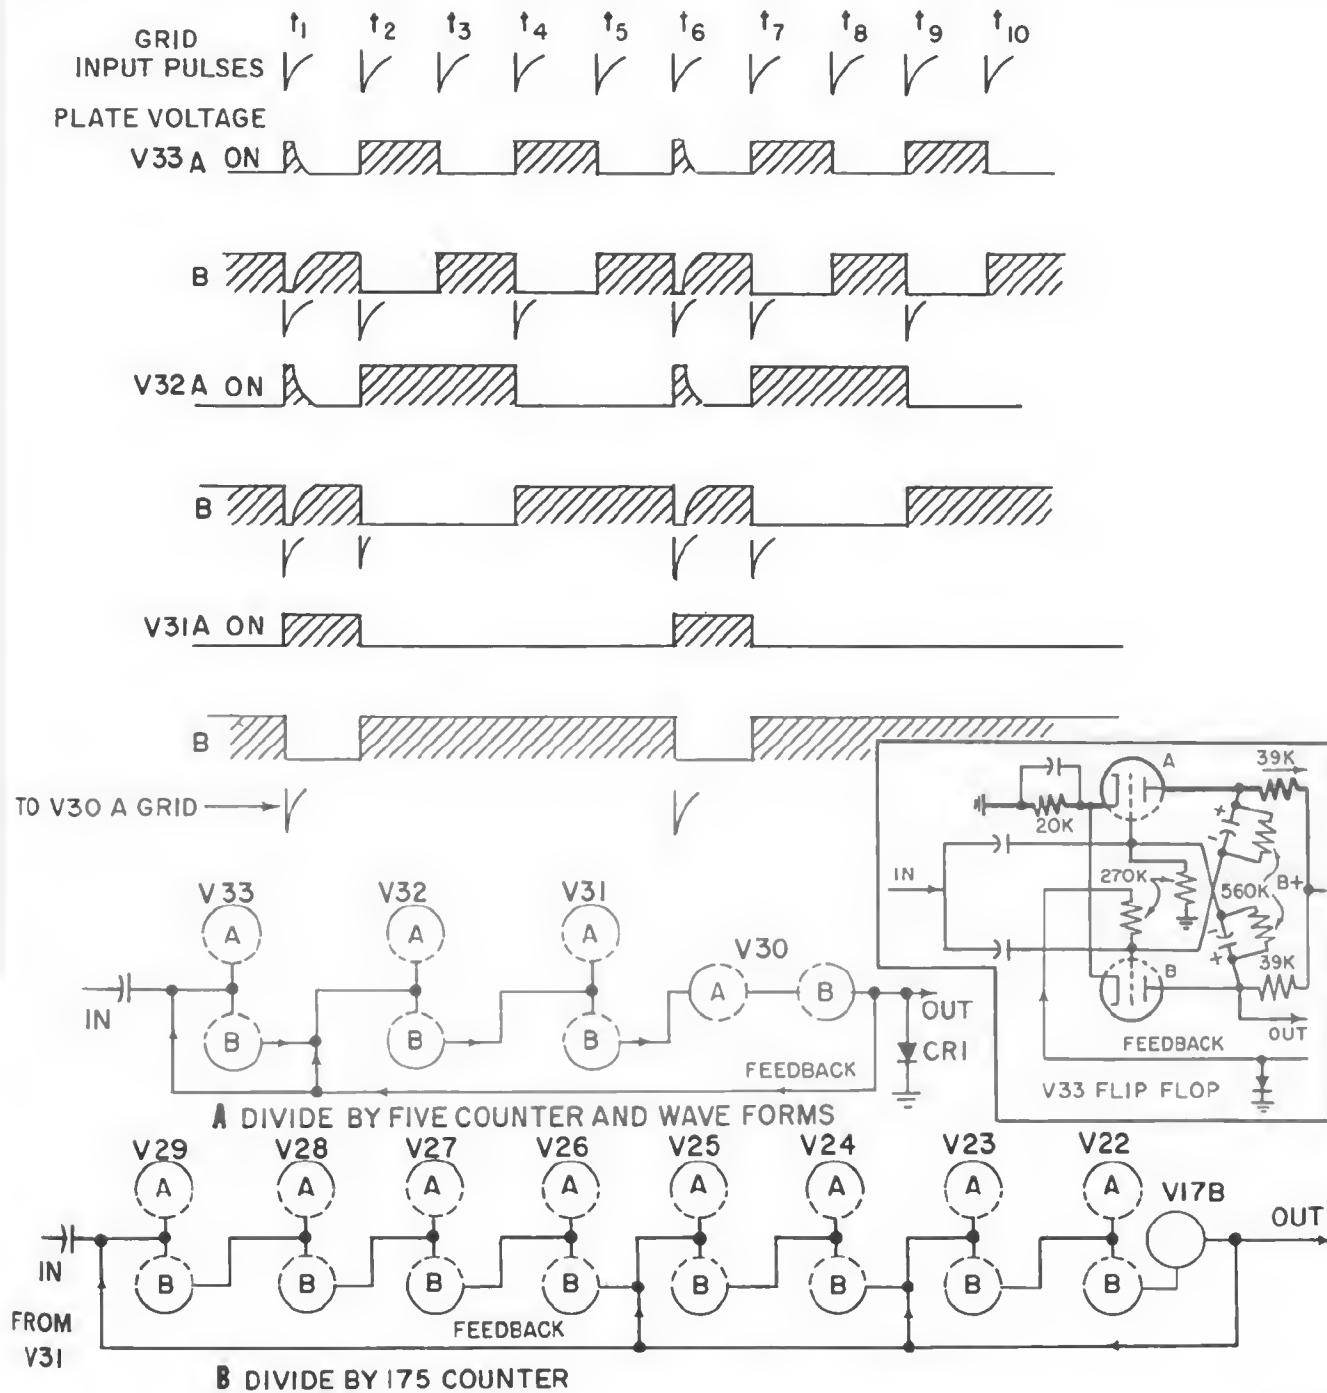 t1 t2 t3 t4 t5 t6 t7 t8 t9 t10
GRID
INPUT PULSES
PLATE VOLTAGE
V33A ON
B
V32A ON
B
V31A ON
B
TO V30 A GRID
V33 V32 V31 V30
A A A
A B
IN B B B OUT
CR1
FEEDBACK
A DIVIDE BY FIVE COUNTER AND WAVE FORMS
A 39K
20K
IN 270K 560K B+
B 39K
OUT
FEEDBACK
V33 FLIP FLOP
V29 V28 V27 V26 V25 V24 V23 V22
A A A A A A A A V17B
OUT
IN B B B B B B B B
FROM
V31
FEEDBACK
B DIVIDE BY 175 COUNTER
+
-
-
+